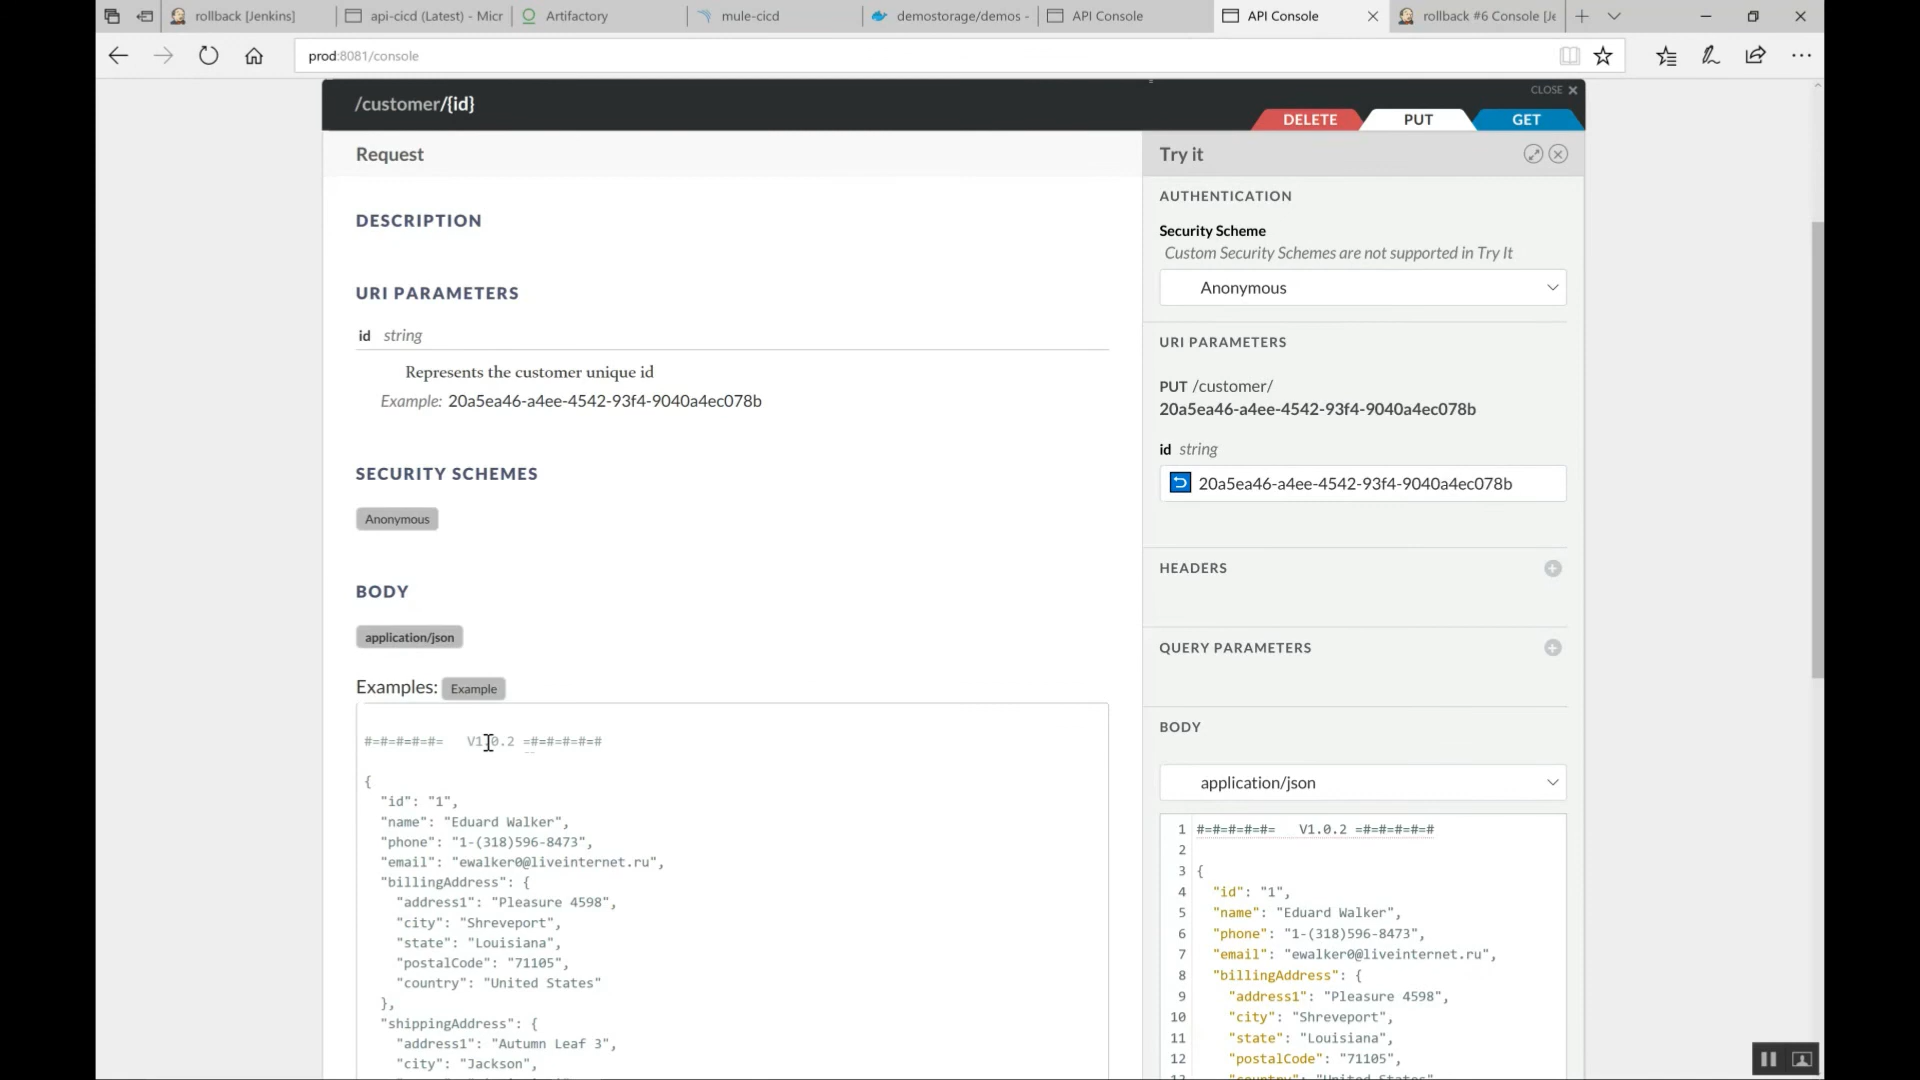 rollback [Jenkins]
api-cicd (Latest) - Micr
Artifactory
mule-cicd
demostorage/demos -
API Console
API Console
rollback #6 Console [Je
prod:8081/console
/customer/{id}
CLOSE
DELETE
PUT
GET
Request
DESCRIPTION
URI PARAMETERS
id string
Represents the customer unique id
Example: 20a5ea46-a4ee-4542-93f4-9040a4ec078b
SECURITY SCHEMES
Anonymous
BODY
application/json
Examples: Example
#=#=#=#=#= V1.0.2 =#=#=#=#=#
{
"id": "1",
"name": "Eduard Walker",
"phone": "1-(318)596-8473",
"email": "ewalker0@liveinternet.ru",
"billingAddress": {
"address1": "Pleasure 4598",
"city": "Shreveport",
"state": "Louisiana",
"postalCode": "71105",
"country": "United States"
},
"shippingAddress": {
"address1": "Autumn Leaf 3",
"city": "Jackson",
Try it
AUTHENTICATION
Security Scheme
Custom Security Schemes are not supported in Try It
Anonymous
URI PARAMETERS
PUT /customer/
20a5ea46-a4ee-4542-93f4-9040a4ec078b
id string
20a5ea46-a4ee-4542-93f4-9040a4ec078b
HEADERS
QUERY PARAMETERS
BODY
application/json
1 #=#=#=#=#= V1.0.2 =#=#=#=#=#
2
3 {
4 "id": "1",
5 "name": "Eduard Walker",
6 "phone": "1-(318)596-8473",
7 "email": "ewalker0@liveinternet.ru",
8 "billingAddress": {
9 "address1": "Pleasure 4598",
10 "city": "Shreveport",
11 "state": "Louisiana",
12 "postalCode": "71105",